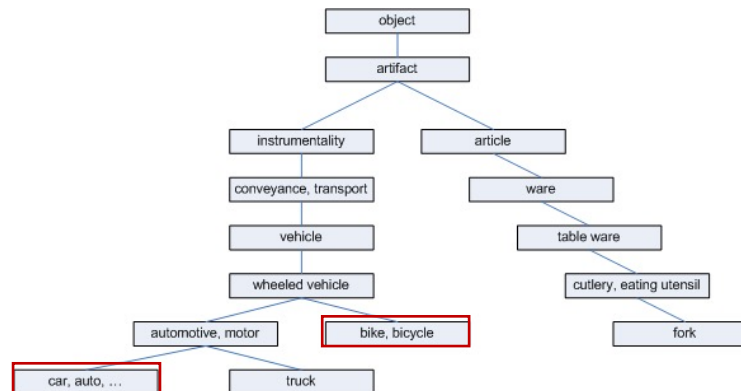 object
artifact
instrumentality
article
conveyance, transport
ware
vehicle
table ware
wheeled vehicle
cutlery, eating utensil
automotive, motor
bike, bicycle
fork
car, auto, …
truck